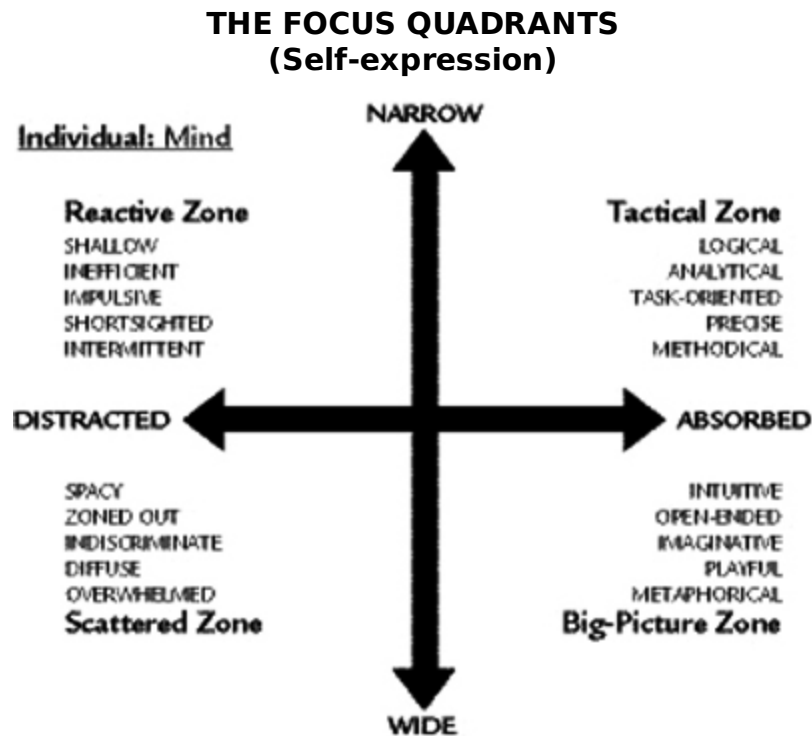 THE FOCUS QUADRANTS
(Self-expression)
NARROW
Individual: Mind
Reactive Zone
SHALLOW
INEFFICIENT
IMPULSIVE
SHORTSIGHTED
INTERMITTENT
Tactical Zone
LOGICAL
ANALYTICAL
TASK-ORIENTED
PRECISE
METHODICAL
DISTRACTED
ABSORBED
SPACY
ZONED OUT
INDISCRIMINATE
DIFFUSE
OVERWHELMED
Scattered Zone
INTUITIVE
OPEN-ENDED
IMAGINATIVE
PLAYFUL
METAPHORICAL
Big-Picture Zone
WIDE